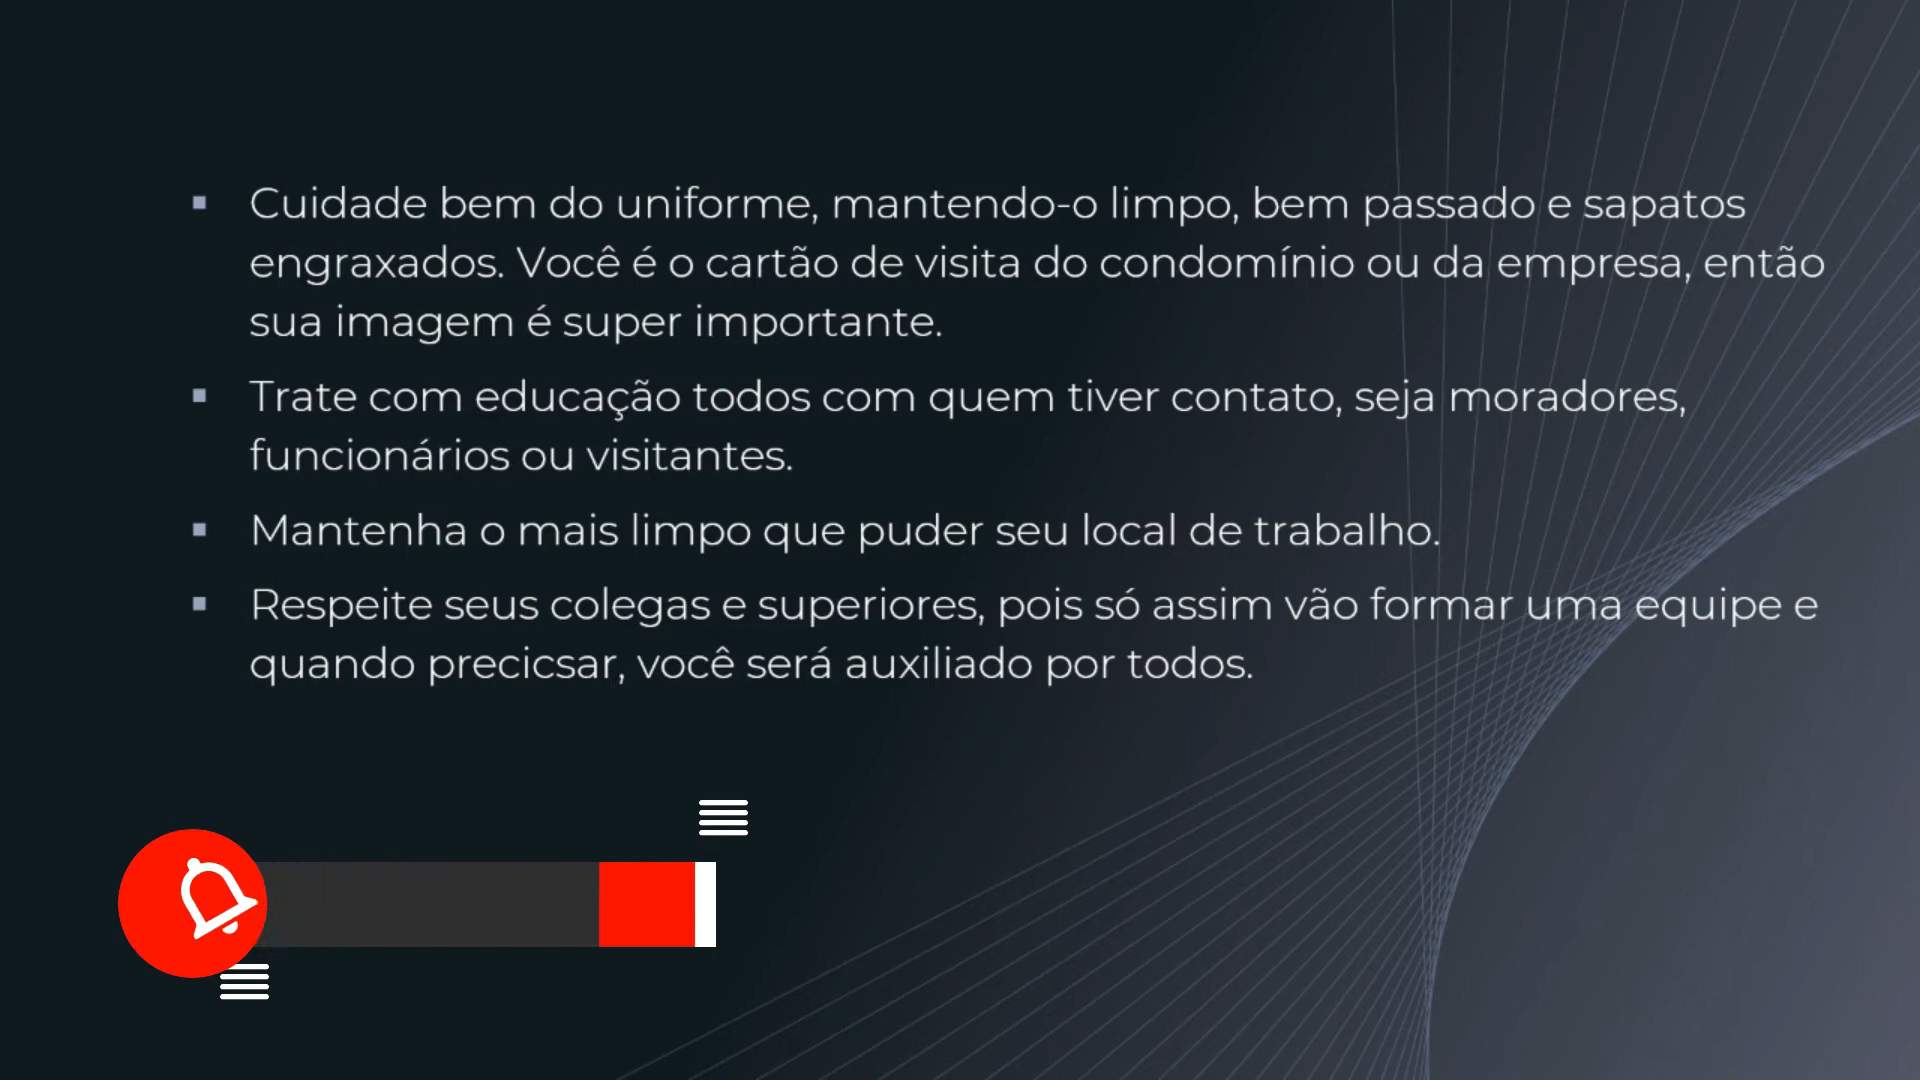 Cuidade bem do uniforme, mantendo-o limpo, bem passado e sapatos
engraxados. Você é o cartão de visita do condomínio ou da empresa, então
sua imagem é super importante.
Trate com educação todos com quem tiver contato, seja moradores,
funcionários ou visitantes.
Mantenha o mais limpo que puder seu local de trabalho.
Respeite seus colegas e superiores, pois só assim vão formar uma equipe e
quando precicsar, você será auxiliado por todos.